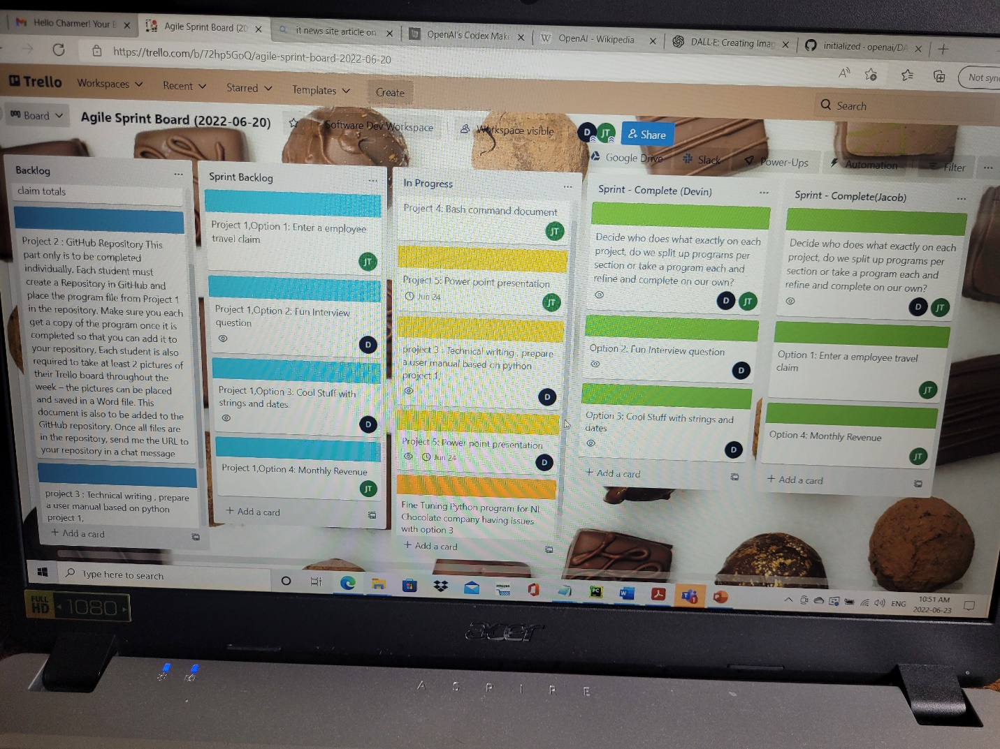 Hello Charmer! Your E
Agile Sprint Board (20
it news site article on
OpenAI's Codex Make
OpenAI - Wikipedia
DALL·E: Creating Imag
initialized · openai/DA
https://trello.com/b/72hp5GoQ/agile-sprint-board-2022-06-20
Not sync
Trello
Workspaces
Recent
Starred
Templates
Create
Search
Board
Agile Sprint Board (2022-06-20)
Software Dev Workspace
Workspace visible
D
JT
Share
Google Drive
Slack
Power-Ups
Automation
Filter
Backlog
claim totals
Project 2 : GitHub Repository This
part only is to be completed
individually. Each student must
create a Repository in GitHub and
place the program file from Project 1
in the repository. Make sure you each
get a copy of the program once it is
completed so that you can add it to
your repository. Each student is also
required to take at least 2 pictures of
their Trello board throughout the
week – the pictures can be placed
and saved in a Word file. This
document is also to be added to the
GitHub repository. Once all files are
in the repository, send me the URL to
your repository in a chat message
project 3 : Technical writing , prepare
a user manual based on python
project 1,
+ Add a card
Sprint Backlog
Project 1,Option 1: Enter a employee
travel claim
JT
Project 1,Option 2: Fun Interview
question
D
Project 1,Option 3: Cool Stuff with
strings and dates
D
Project 1,Option 4: Monthly Revenue
JT
+ Add a card
In Progress
Project 4: Bash command document
JT
Project 5: Power point presentation
Jun 24
JT
project 3 : Technical writing , prepare
a user manual based on python
project 1,
D
Project 5: Power point presentation
Jun 24
D
Fine Tuning Python program for NL
Chocolate company having issues
with option 3
+ Add a card
Sprint - Complete (Devin)
Decide who does what exactly on each
project, do we split up programs per
section or take a program each and
refine and complete on our own?
D
JT
Option 2: Fun Interview question
D
Option 3: Cool Stuff with strings and
dates
D
+ Add a card
Sprint - Complete(Jacob)
Decide who does what exactly on each
project, do we split up programs per
section or take a program each and
refine and complete on our own?
D
JT
Option 1: Enter a employee travel
claim
JT
Option 4: Monthly Revenue
JT
+ Add a card
Type here to search
ENG
10:51 AM
2022-06-23
FULL HD 1080
acer
ASPIRE